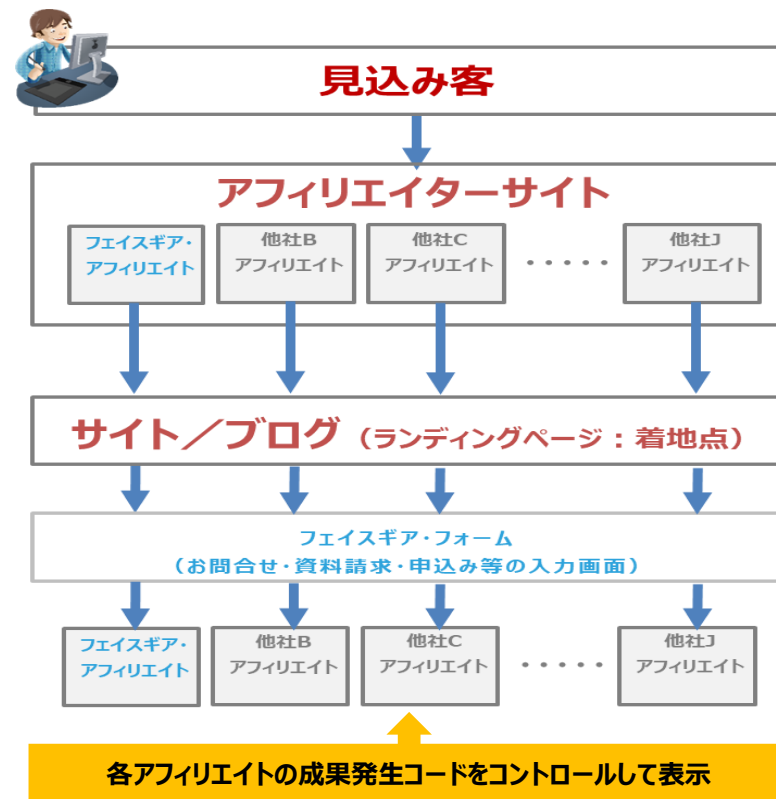 見込み客
アフィリエイターサイト
フェイスギア・
アフィリエイト
他社B
アフィリエイト
他社C
アフィリエイト
・・・・・
他社J
アフィリエイト
サイト／ブログ（ランディングページ：着地点）
フェイスギア・フォーム
（お問合せ・資料請求・申込み等の入力画面）
フェイスギア・
アフィリエイト
他社B
アフィリエイト
他社C
アフィリエイト
・・・・・
他社J
アフィリエイト
各アフィリエイトの成果発生コードをコントロールして表示